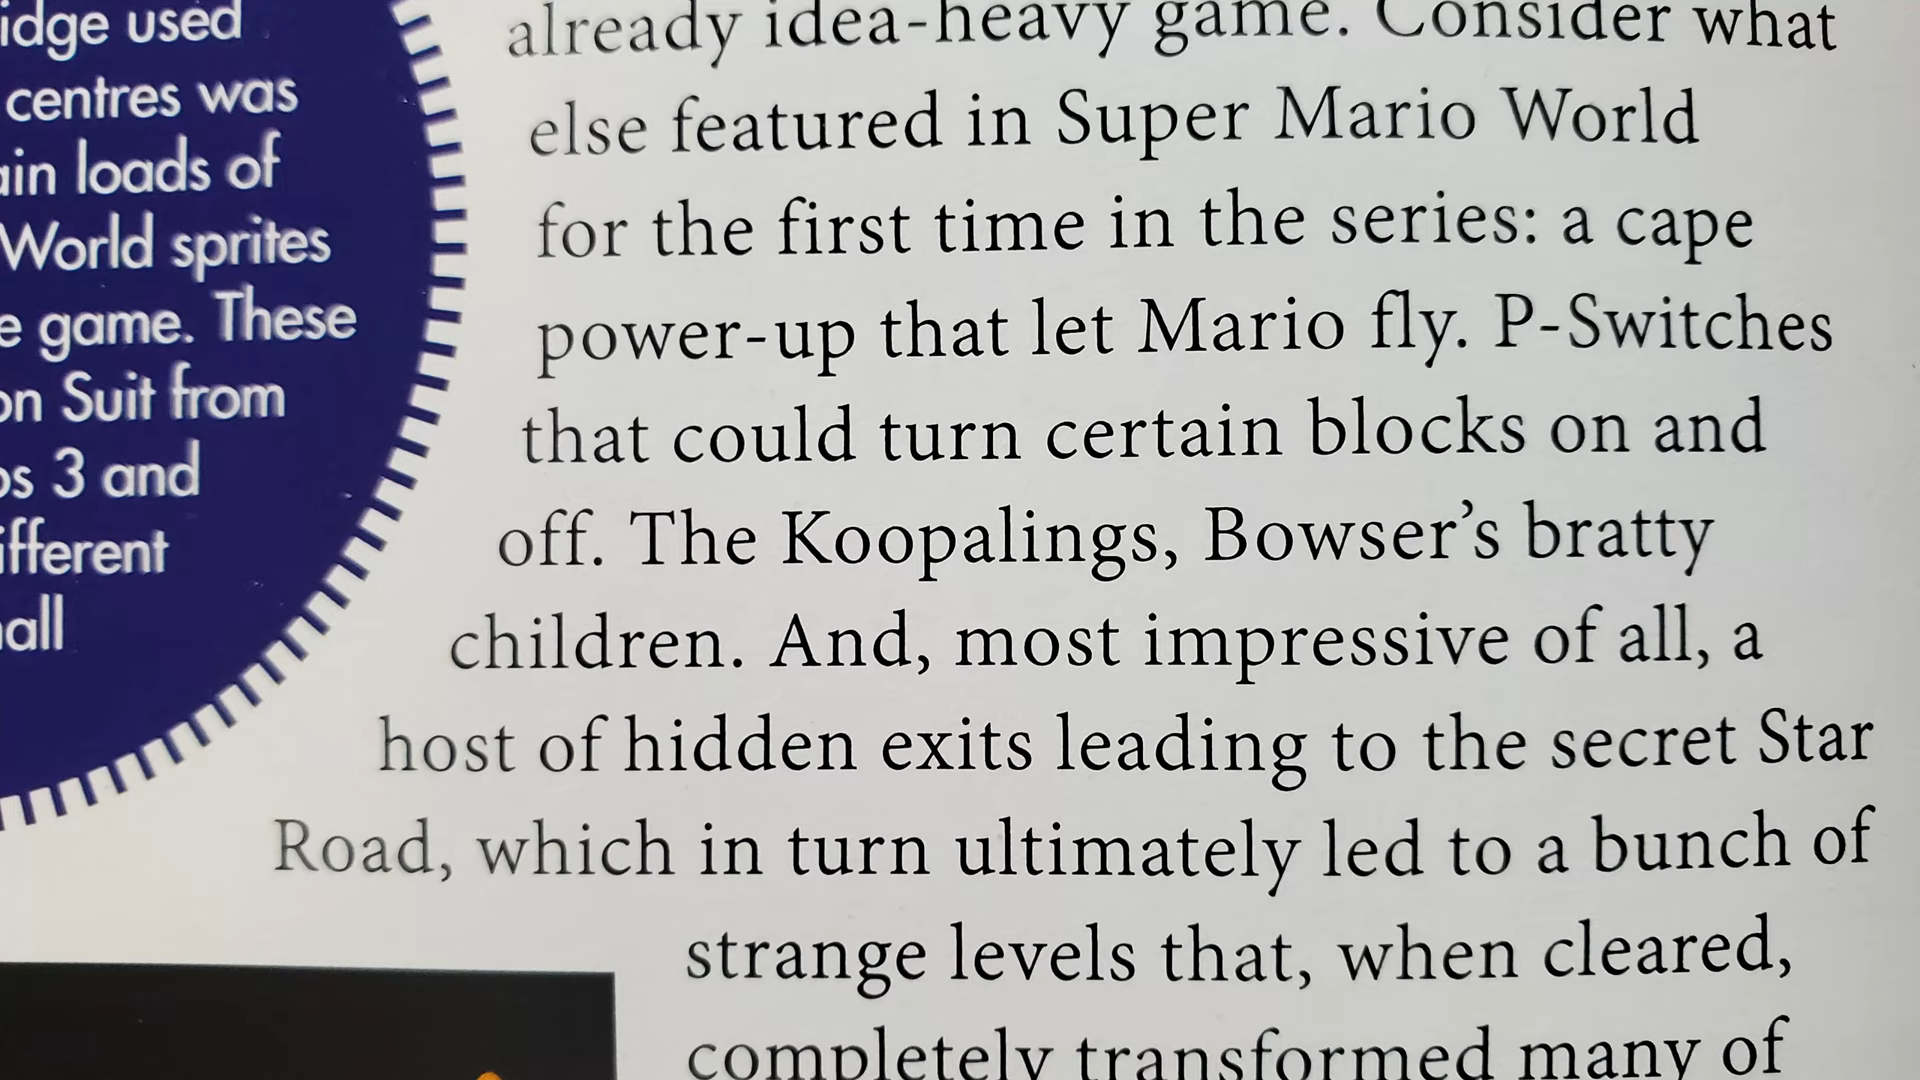 idge used
centres was
ain loads of
World sprites
e game. These
on Suit from
os 3 and
ifferent
all
already idea-heavy game. Consider what
else featured in Super Mario World
for the first time in the series: a cape
power-up that let Mario fly. P-Switches
that could turn certain blocks on and
off. The Koopalings, Bowser’s bratty
children. And, most impressive of all, a
host of hidden exits leading to the secret Star
Road, which in turn ultimately led to a bunch of
strange levels that, when cleared,
completely transformed many of